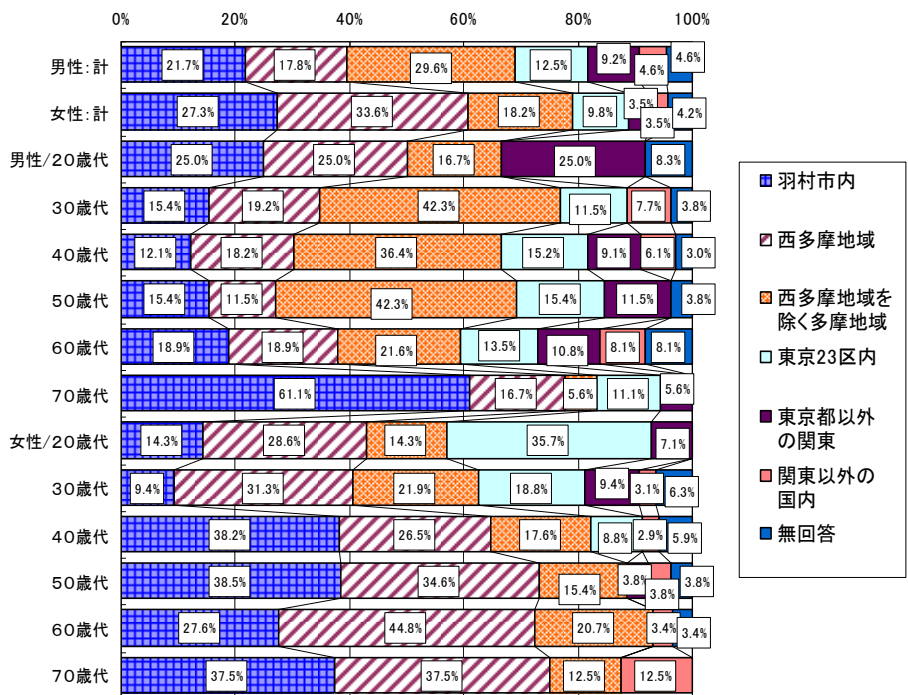 0% 20% 40% 60% 80% 100%
男性：計 21.7% 17.8% 29.6% 12.5% 9.2% 4.6% 4.6%
女性：計 27.3% 33.6% 18.2% 9.8% 3.5% 3.5% 4.2%
男性/20歳代 25.0% 25.0% 16.7% 25.0% 8.3%
30歳代 15.4% 19.2% 42.3% 11.5% 7.7% 3.8%
40歳代 12.1% 18.2% 36.4% 15.2% 9.1% 6.1% 3.0%
50歳代 15.4% 11.5% 42.3% 15.4% 11.5% 3.8%
60歳代 18.9% 18.9% 21.6% 13.5% 10.8% 8.1% 8.1%
70歳代 61.1% 16.7% 5.6% 11.1% 5.6%
女性/20歳代 14.3% 28.6% 14.3% 35.7% 7.1%
30歳代 9.4% 31.3% 21.9% 18.8% 9.4% 3.1% 6.3%
40歳代 38.2% 26.5% 17.6% 8.8% 2.9% 5.9%
50歳代 38.5% 34.6% 15.4% 3.8% 3.8% 3.8%
60歳代 27.6% 44.8% 20.7% 3.4% 3.4%
70歳代 37.5% 37.5% 12.5% 12.5%
羽村市内
西多摩地域
西多摩地域を
除く多摩地域
東京23区内
東京都以外
の関東
関東以外の
国内
無回答